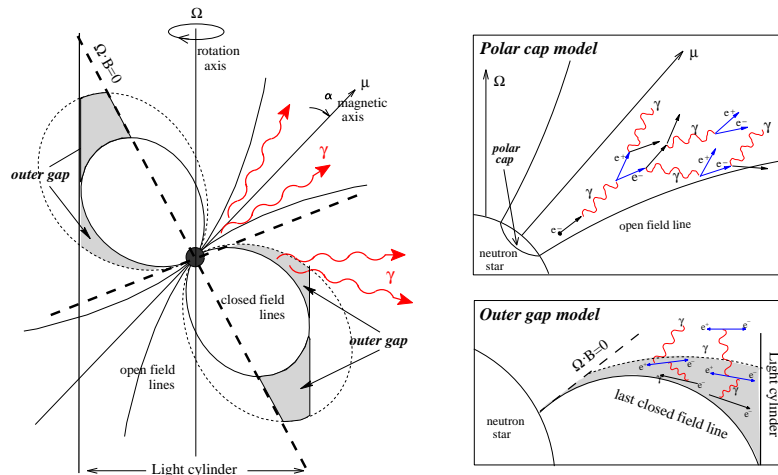 Ω
rotation
axis
Ω·B=0
α
μ
magnetic
axis
γ
outer gap
γ
closed field
lines
outer gap
open field
lines
Light cylinder
Polar cap model
Ω
μ
polar
cap
γ
γ
γ
γ
e+
e−
e+
e−
e+
e−
e−
open field line
neutron
star
Outer gap model
Ω·B=0
γ
e+
e−
γ
e−
e+
e+
e−
γ
e−
γ
e−
last closed field line
neutron
star
Light
cylinder